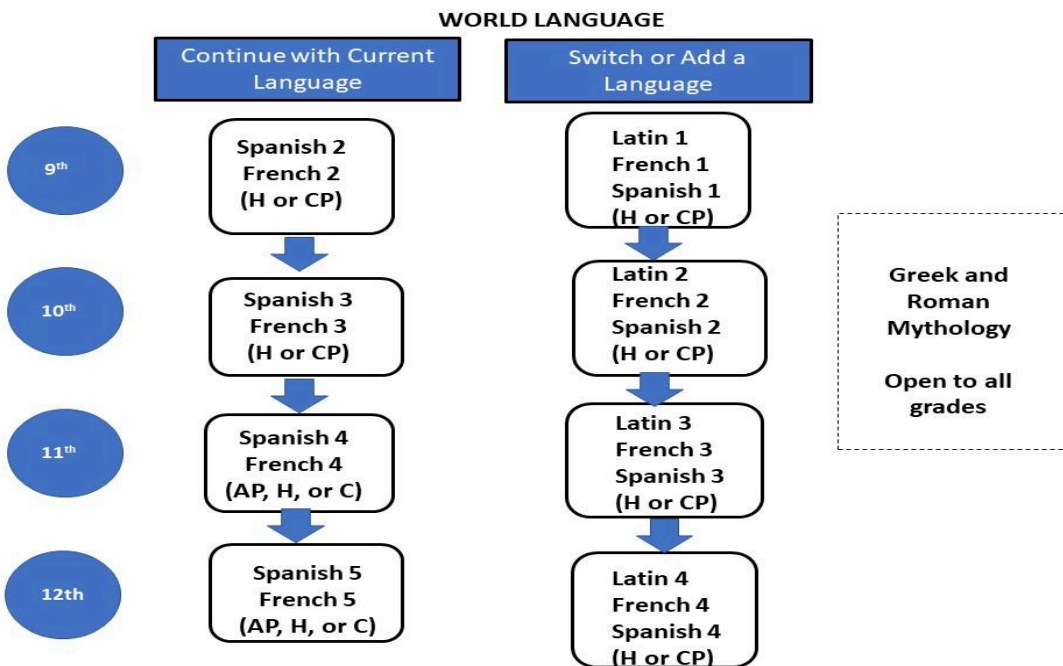 WORLD LANGUAGE
Continue with Current
Language
Switch or Add a
Language
9th
Spanish 2
French 2
(H or CP)
Latin 1
French 1
Spanish 1
(H or CP)
10th
Spanish 3
French 3
(H or CP)
Latin 2
French 2
Spanish 2
(H or CP)
11th
Spanish 4
French 4
(AP, H, or C)
Latin 3
French 3
Spanish 3
(H or CP)
12th
Spanish 5
French 5
(AP, H, or C)
Latin 4
French 4
Spanish 4
(H or CP)
Greek and
Roman
Mythology
Open to all
grades